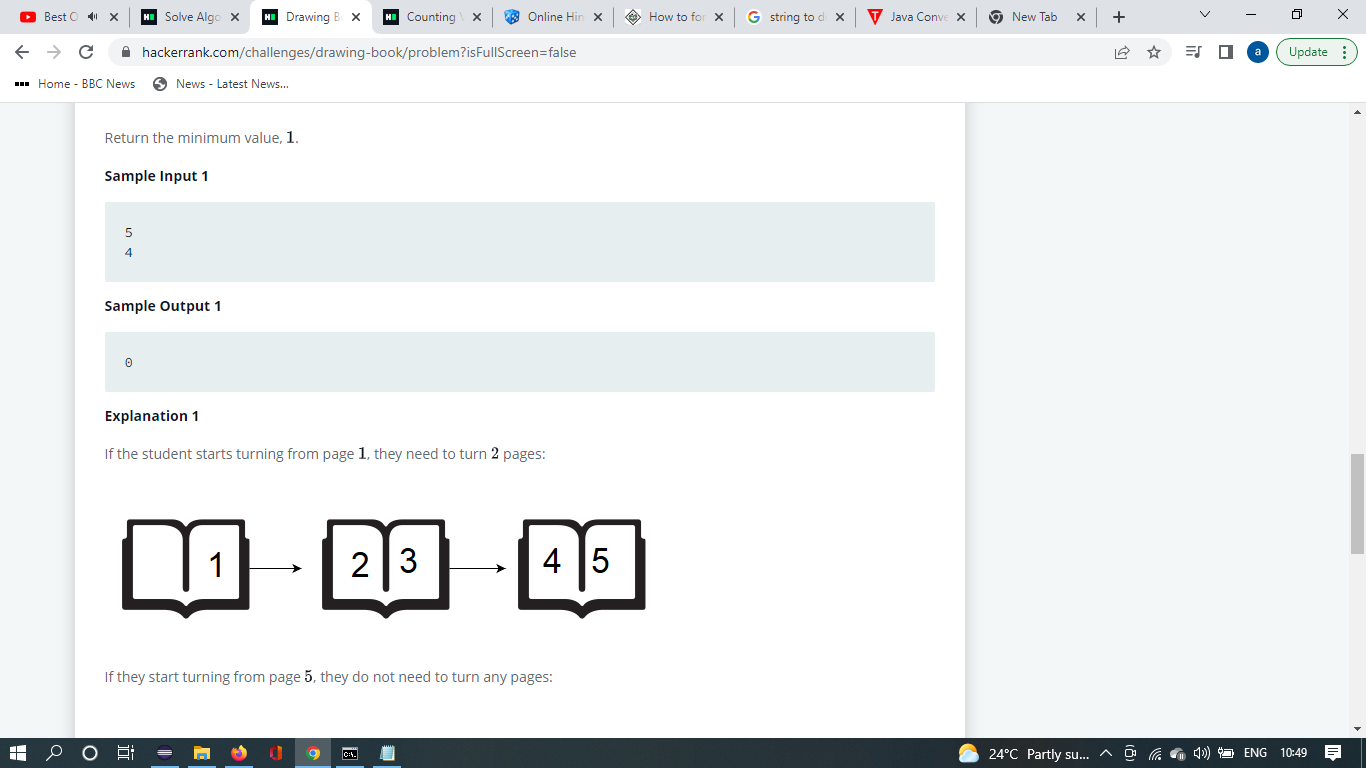 Best O
Solve Algo
Drawing B
Counting
Online Hin
How to for
string to d
Java Conve
New Tab
hackerrank.com/challenges/drawing-book/problem?isFullScreen=false
a
Update
Home - BBC News
News - Latest News...
Return the minimum value, 1.
Sample Input 1
5
4
Sample Output 1
0
Explanation 1
If the student starts turning from page 1, they need to turn 2 pages:
1 2 3 4 5
If they start turning from page 5, they do not need to turn any pages:
24°C Partly su... ENG 10:49